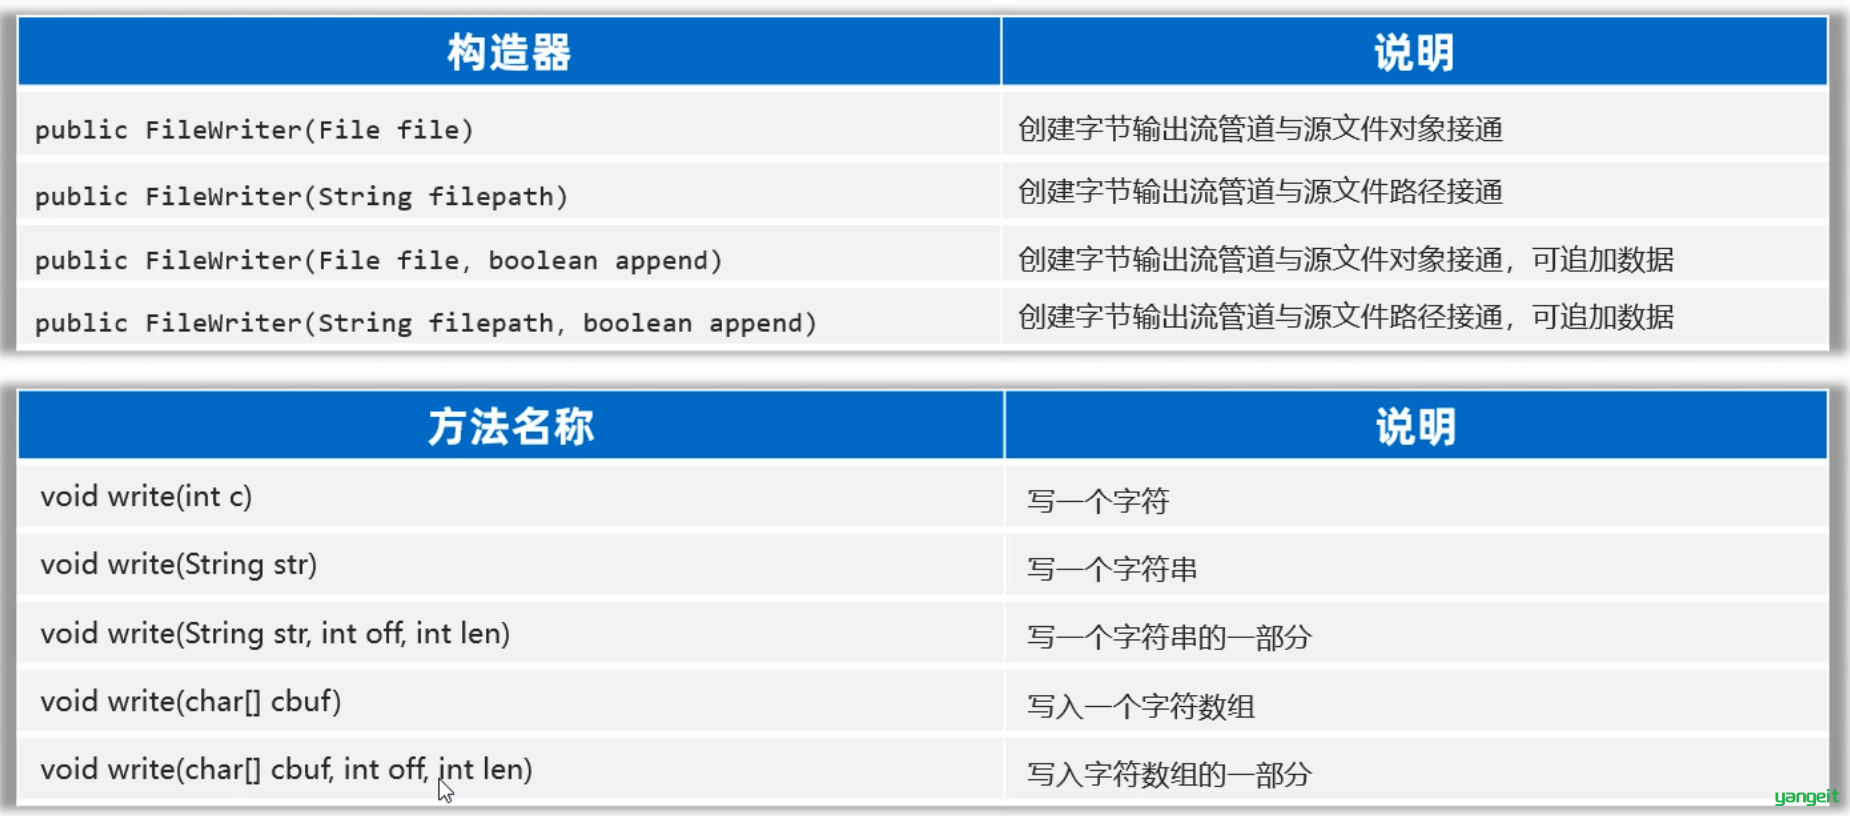 构造器 说明
public FileWriter(File file) 创建字节输出流管道与源文件对象接通
public FileWriter(String filepath) 创建字节输出流管道与源文件路径接通
public FileWriter(File file, boolean append) 创建字节输出流管道与源文件对象接通，可追加数据
public FileWriter(String filepath, boolean append) 创建字节输出流管道与源文件路径接通，可追加数据
方法名称 说明
void write(int c) 写一个字符
void write(String str) 写一个字符串
void write(String str, int off, int len) 写一个字符串的一部分
void write(char[] cbuf) 写入一个字符数组
void write(char[] cbuf, int off, int len) 写入字符数组的一部分
yangeit